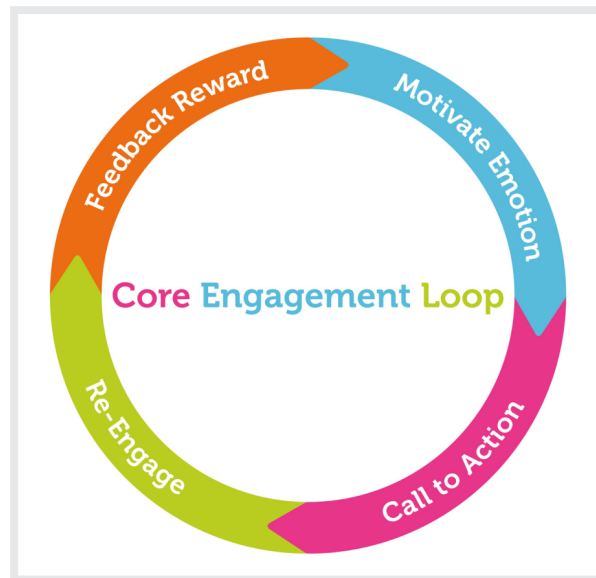 Feedback Reward
Motivate Emotion
Core Engagement Loop
Re-Engage
Call to Action